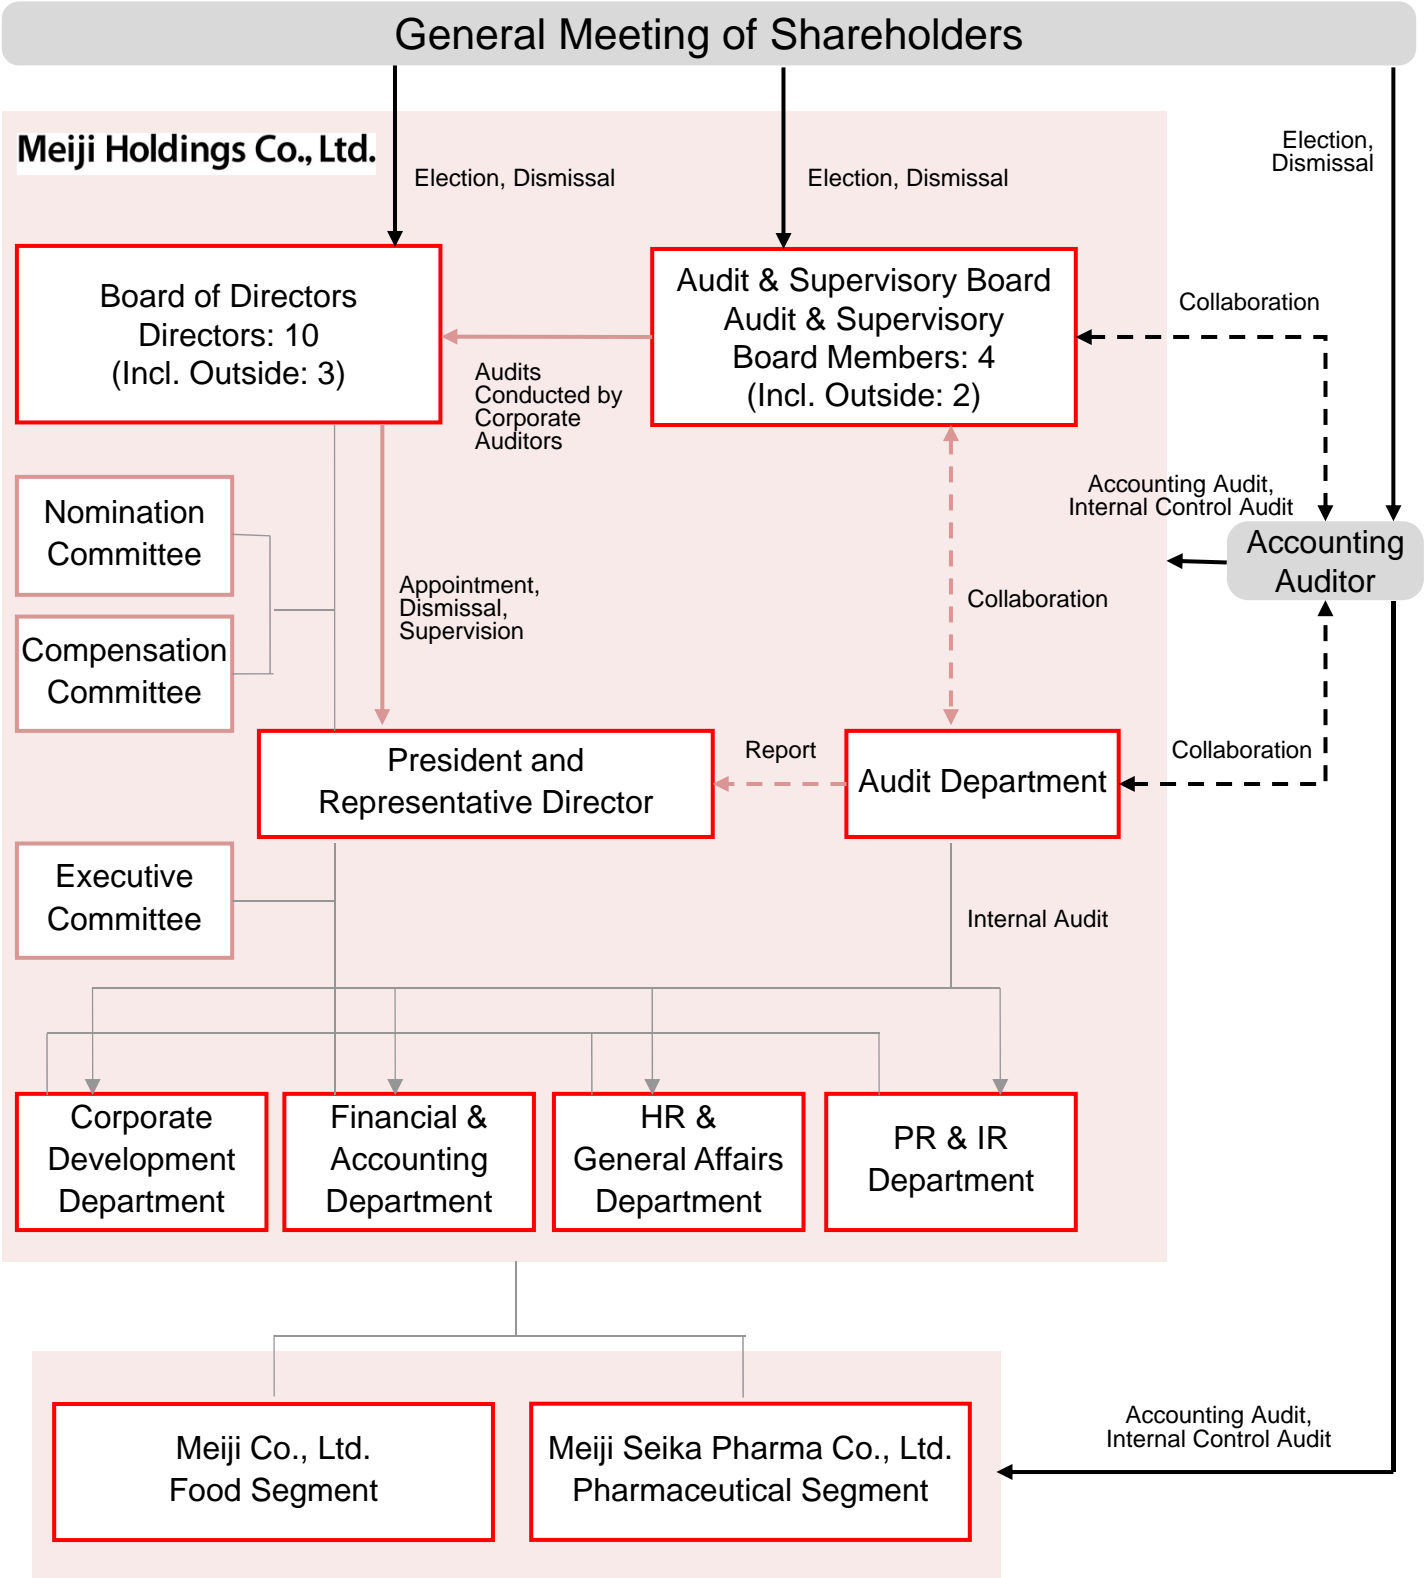 General Meeting of Shareholders
Meiji Holdings Co., Ltd.
Election, Dismissal
Election, Dismissal
Election,
Dismissal
Board of Directors
Directors: 10
(Incl. Outside: 3)
Audit & Supervisory Board
Audit & Supervisory
Board Members: 4
(Incl. Outside: 2)
Collaboration
Audits
Conducted by
Corporate
Auditors
Nomination
Committee
Accounting Audit,
Internal Control Audit
Accounting
Auditor
Appointment,
Dismissal,
Supervision
Collaboration
Compensation
Committee
President and
Representative Director
Report
Audit Department
Collaboration
Executive
Committee
Internal Audit
Corporate
Development
Department
Financial &
Accounting
Department
HR &
General Affairs
Department
PR & IR
Department
Meiji Co., Ltd.
Food Segment
Meiji Seika Pharma Co., Ltd.
Pharmaceutical Segment
Accounting Audit,
Internal Control Audit